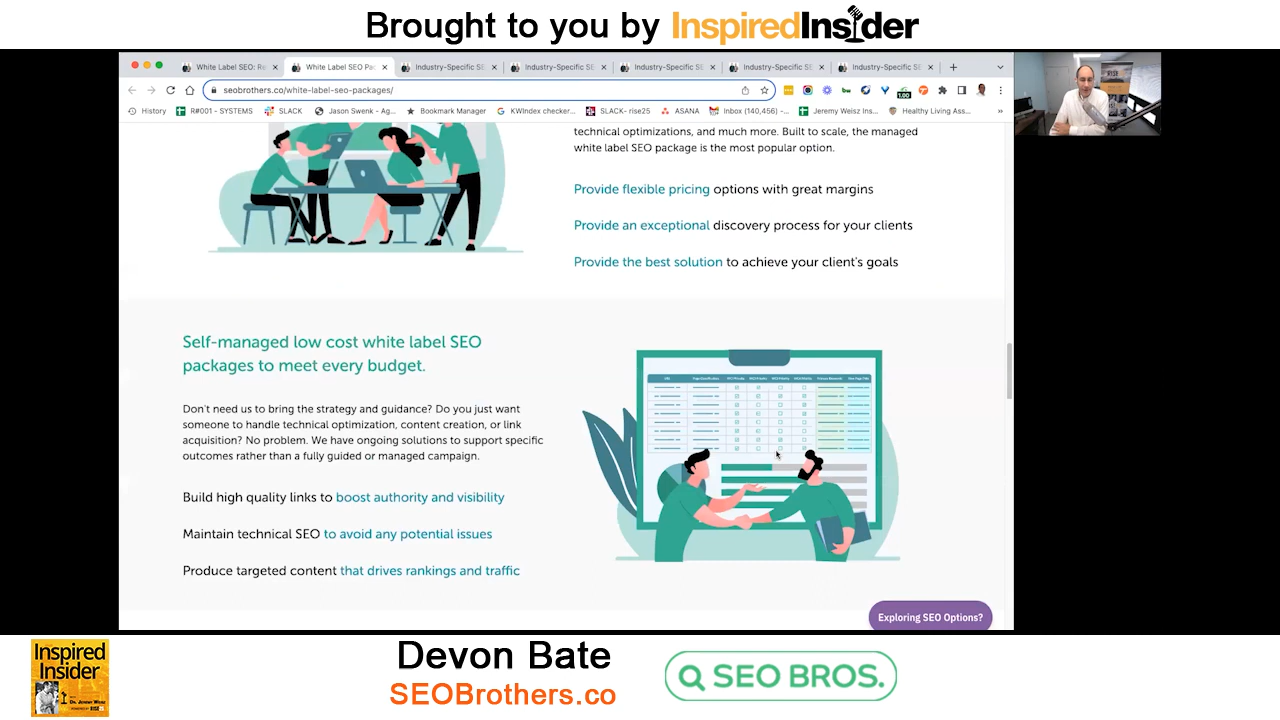 Brought to you by InspiredInsider
White Label SEO: Re
White Label SEO Pac
Industry-Specific SE
Industry-Specific SE
Industry-Specific SE
Industry-Specific SE
Industry-Specific SE
seobrothers.co/white-label-seo-packages/
1.00
History
R#001 - SYSTEMS
SLACK
Jason Swenk - Ag...
Bookmark Manager
KWIndex checker...
SLACK- rise25
ASANA
Inbox (140,456) -...
Jeremy Weisz Ins...
Healthy Living Ass...
technical optimizations, and much more. Built to scale, the managed
white label SEO package is the most popular option.
Provide flexible pricing options with great margins
Provide an exceptional discovery process for your clients
Provide the best solution to achieve your client's goals
Self-managed low cost white label SEO
packages to meet every budget.
Don't need us to bring the strategy and guidance? Do you just want
someone to handle technical optimization, content creation, or link
acquisition? No problem. We have ongoing solutions to support specific
outcomes rather than a fully guided or managed campaign.
Build high quality links to boost authority and visibility
Maintain technical SEO to avoid any potential issues
Produce targeted content that drives rankings and traffic
Exploring SEO Options?
Inspired
Insider
Devon Bate
SEOBrothers.co
SEO BROS.